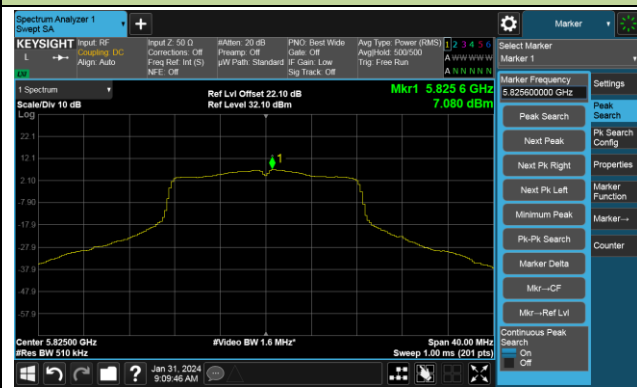 Spectrum Analyzer 1
Swept SA
+
Marker
KEYSIGHT
L
Input: RF
Coupling: DC
Align: Auto
Input Z: 50 Ω
Corrections: Off
Freq Ref: Int (S)
NFE: Off
#Atten: 20 dB
Preamp: Off
µW Path: Standard
PNO: Best Wide
Gate: Off
IF Gain: Low
Sig Track: Off
Avg Type: Power (RMS)
Avg|Hold: 500/500
Trig: Free Run
1 2 3 4 5 6
A W W W W W
A N N N N N
Select Marker
Marker 1
1 Spectrum
Scale/Div 10 dB
Log
Ref Lvl Offset 22.10 dB
Ref Level 32.10 dBm
Mkr1 5.825 6 GHz
7.080 dBm
22.1
12.1
2.10
-7.90
-17.9
-27.9
-37.9
-47.9
-57.9
1
Center 5.82500 GHz
#Res BW 510 kHz
#Video BW 1.6 MHz*
Span 40.00 MHz
Sweep 1.00 ms (201 pts)
Marker Frequency
5.825600000 GHz
Peak Search
Next Peak
Next Pk Right
Next Pk Left
Minimum Peak
Pk-Pk Search
Marker Delta
Mkr→CF
Mkr→Ref Lvl
Continuous Peak
Search
On
Off
Settings
Peak
Search
Pk Search
Config
Properties
Marker
Function
Marker→
Counter
?
Jan 31, 2024
9:09:46 AM